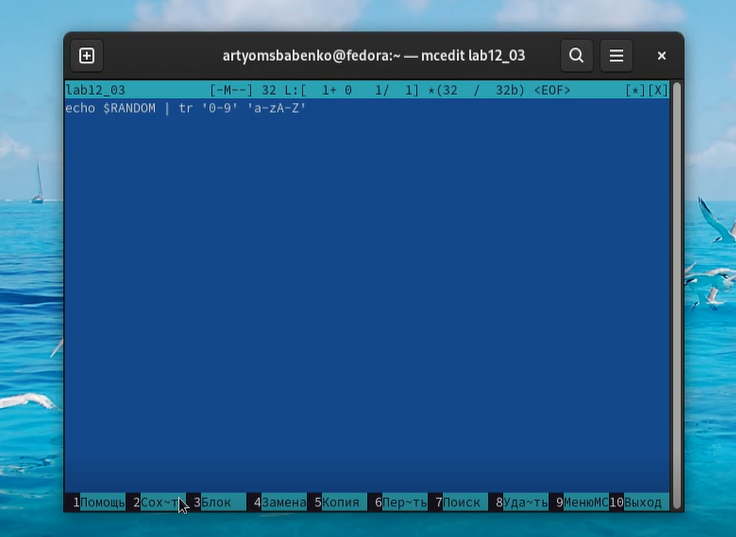 artyomsbabenko@fedora:~ — mcedit lab12_03
lab12_03 [-M--] 32 L:[ 1+ 0 1/ 1] *(32 / 32b) <EOF> [*][X]
echo $RANDOM | tr '0-9' 'a-zA-Z'
1Помощь 2Сох~ть 3Блок 4Замена 5Копия 6Пер~ть 7Поиск 8Уда~ть 9МенюMC 10Выход